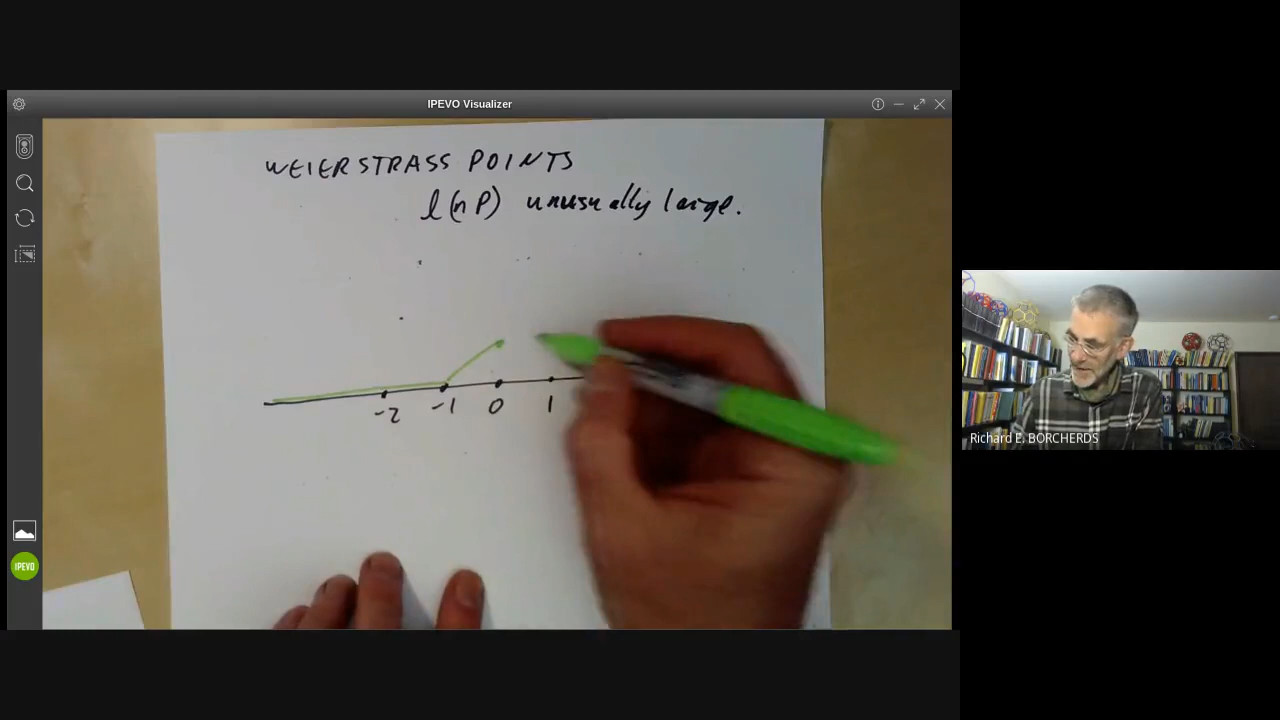 IPEVO Visualizer
WEIERSTRASS POINTS
l(nP) unusually large.
-2 -1 0 1
Richard E. BORCHERDS
IPEVO